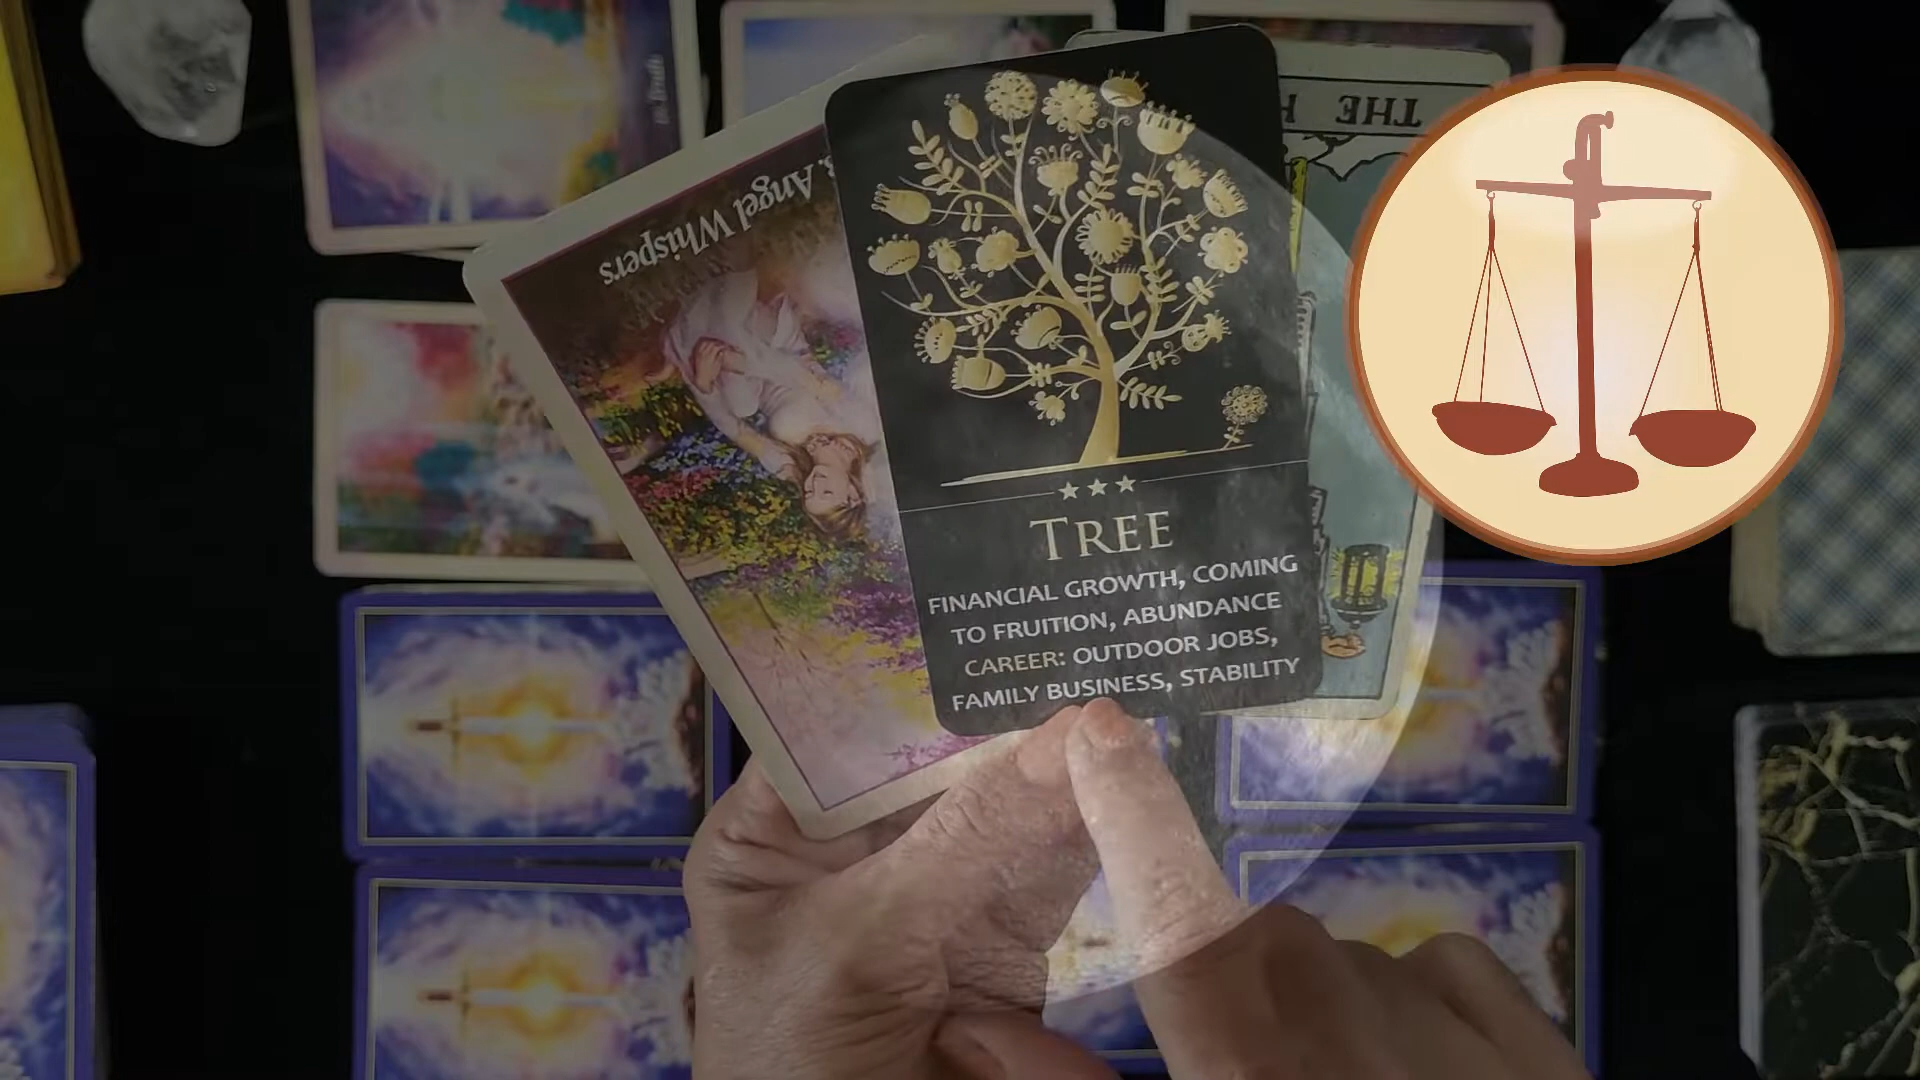 THE
Angel Whispers
TREE
FINANCIAL GROWTH, COMING
TO FRUITION, ABUNDANCE
CAREER: OUTDOOR JOBS,
FAMILY BUSINESS, STABILITY